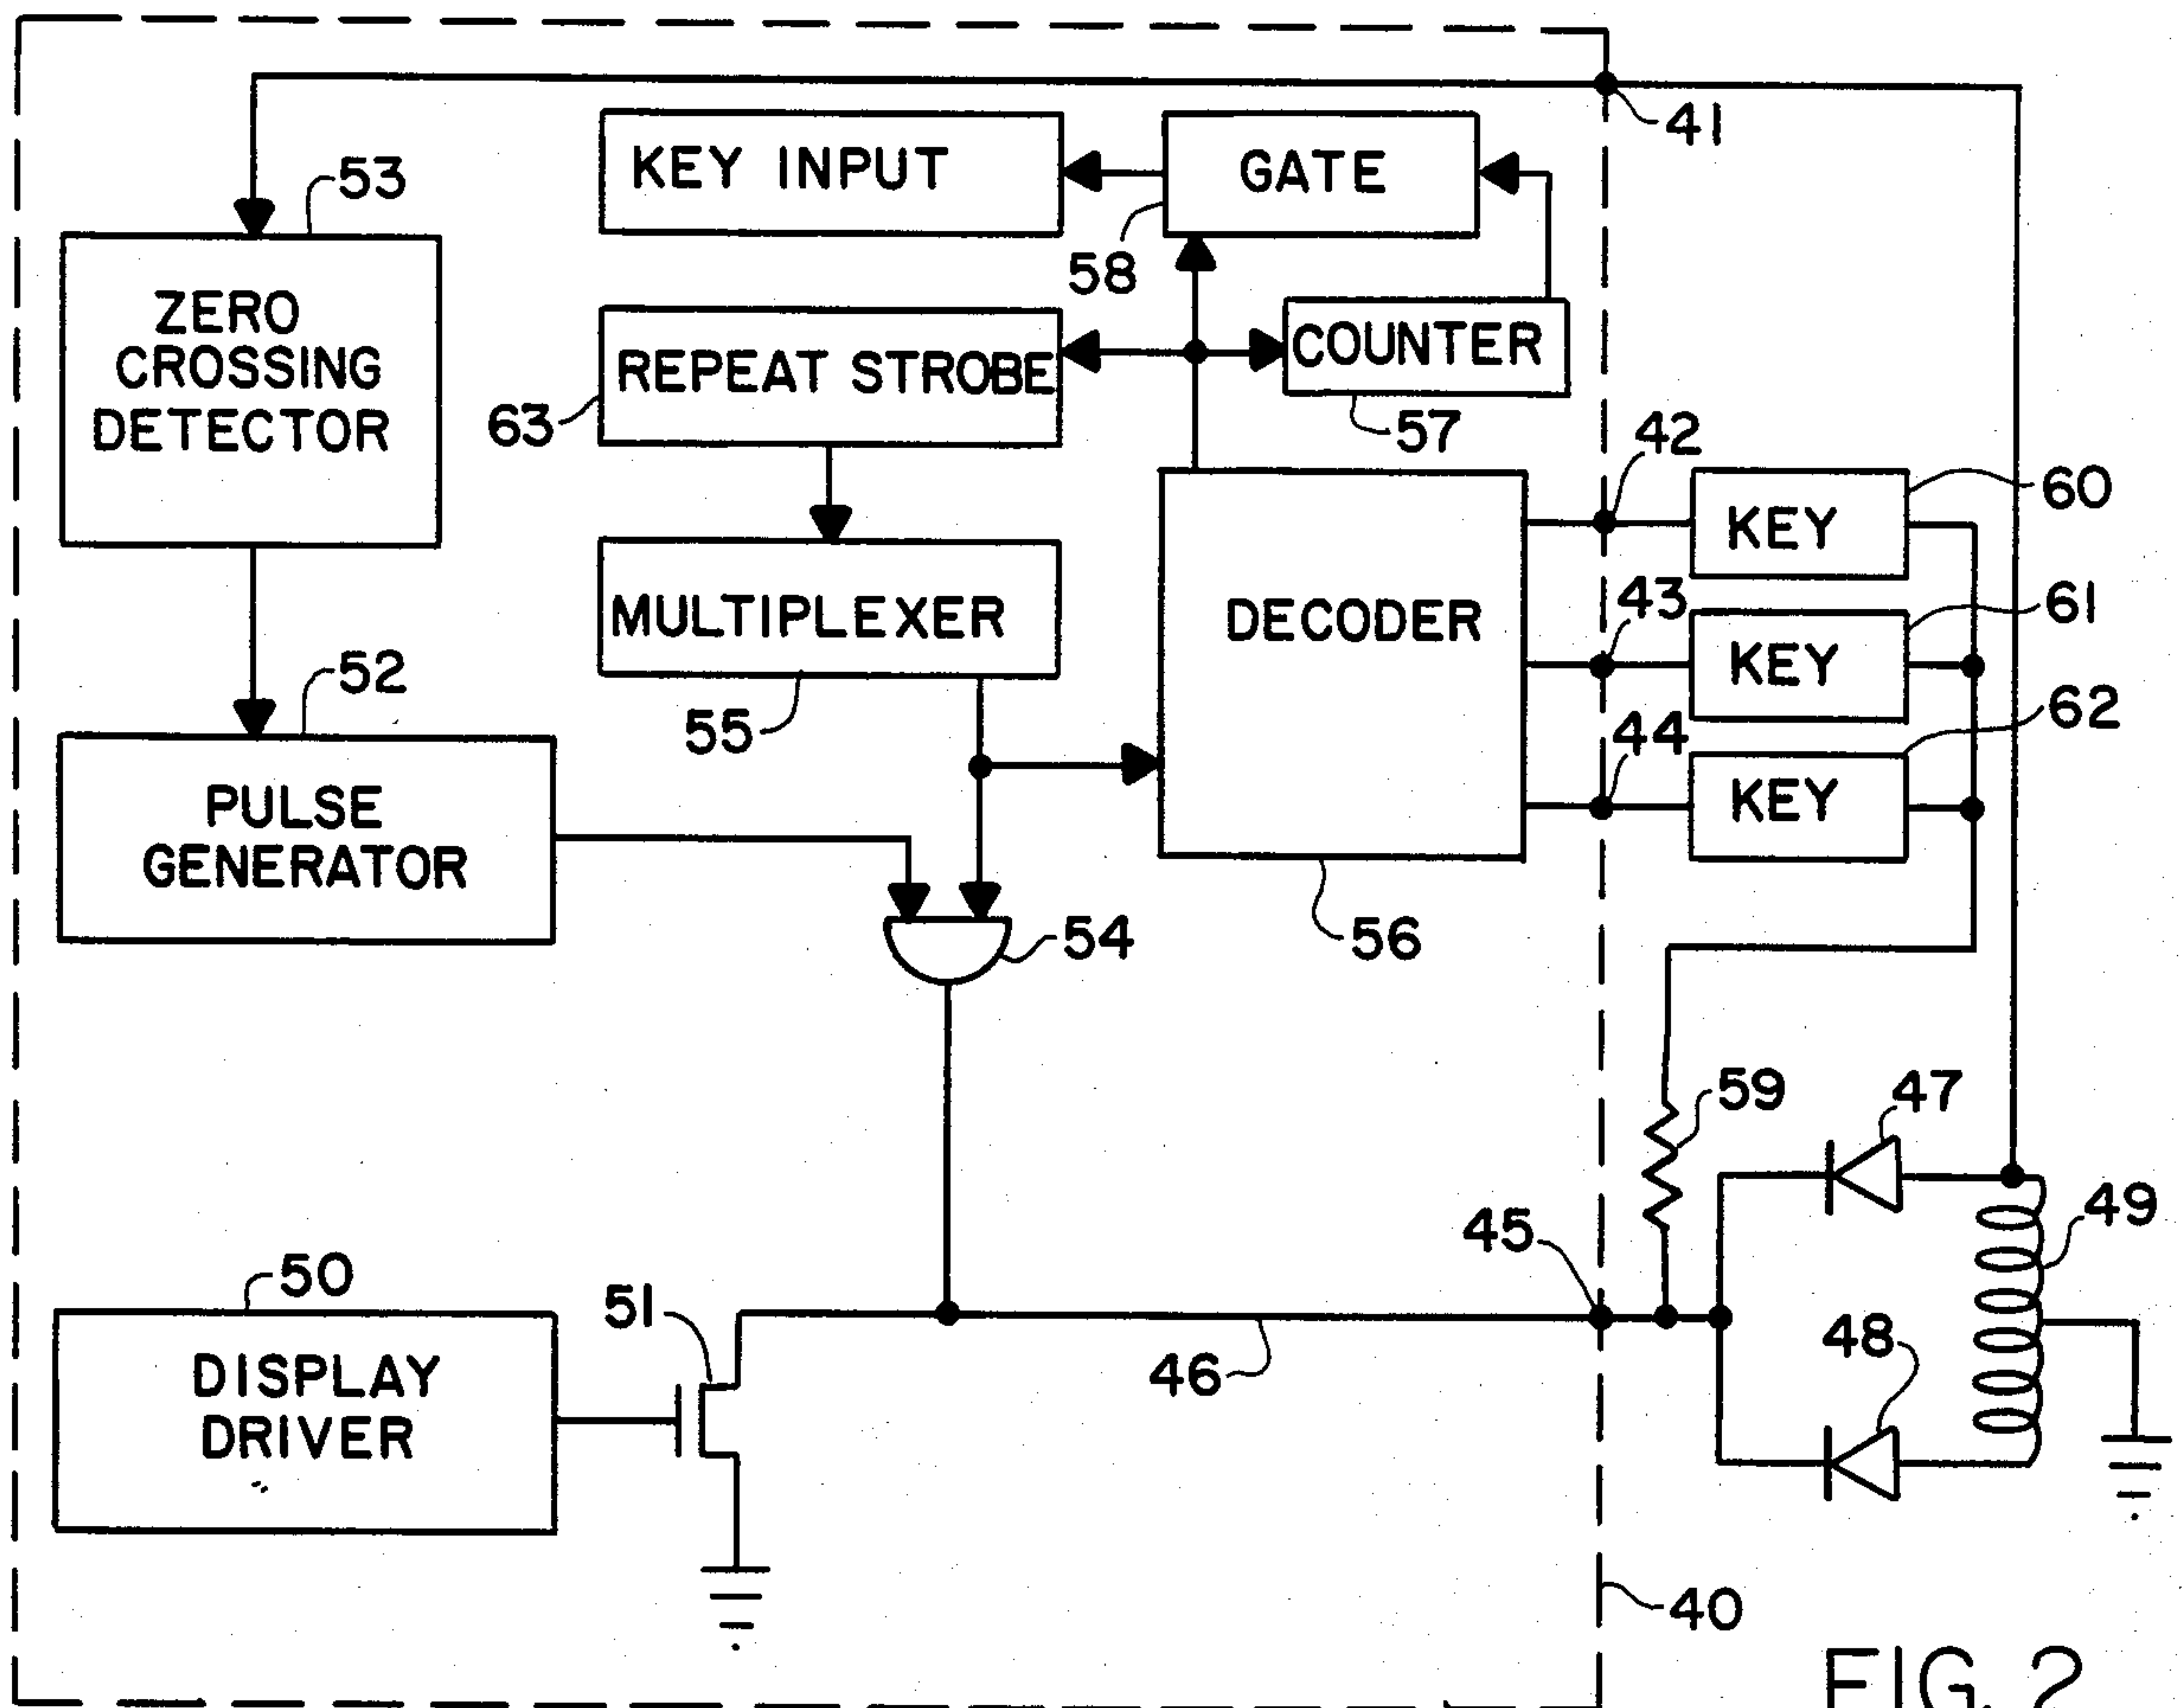 41
KEY INPUT
GATE
53
58
ZERO
CROSSING
DETECTOR
REPEAT STROBE
COUNTER
63
57
42
KEY
60
MULTIPLEXER
DECODER
43
KEY
61
52
55
44
KEY
62
PULSE
GENERATOR
54
56
59
47
45
49
50
51
46
48
DISPLAY
DRIVER
40
FIG. 2